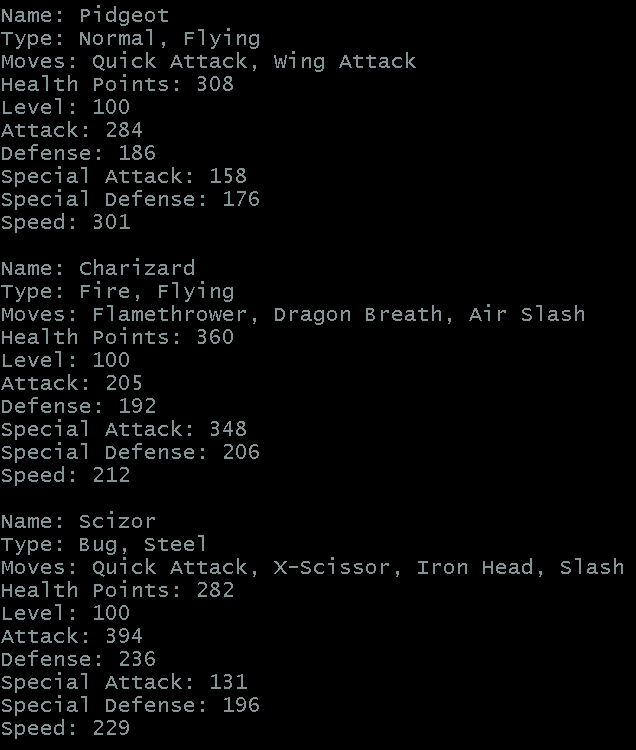 Name: Pidgeot
Type: Normal, Flying
Moves: Quick Attack, Wing Attack
Health Points: 308
Level: 100
Attack: 284
Defense: 186
Special Attack: 158
Special Defense: 176
Speed: 301
Name: Charizard
Type: Fire, Flying
Moves: Flamethrower, Dragon Breath, Air Slash
Health Points: 360
Level: 100
Attack: 205
Defense: 192
Special Attack: 348
Special Defense: 206
Speed: 212
Name: Scizor
Type: Bug, Steel
Moves: Quick Attack, X-Scissor, Iron Head, Slash
Health Points: 282
Level: 100
Attack: 394
Defense: 236
Special Attack: 131
Special Defense: 196
Speed: 229